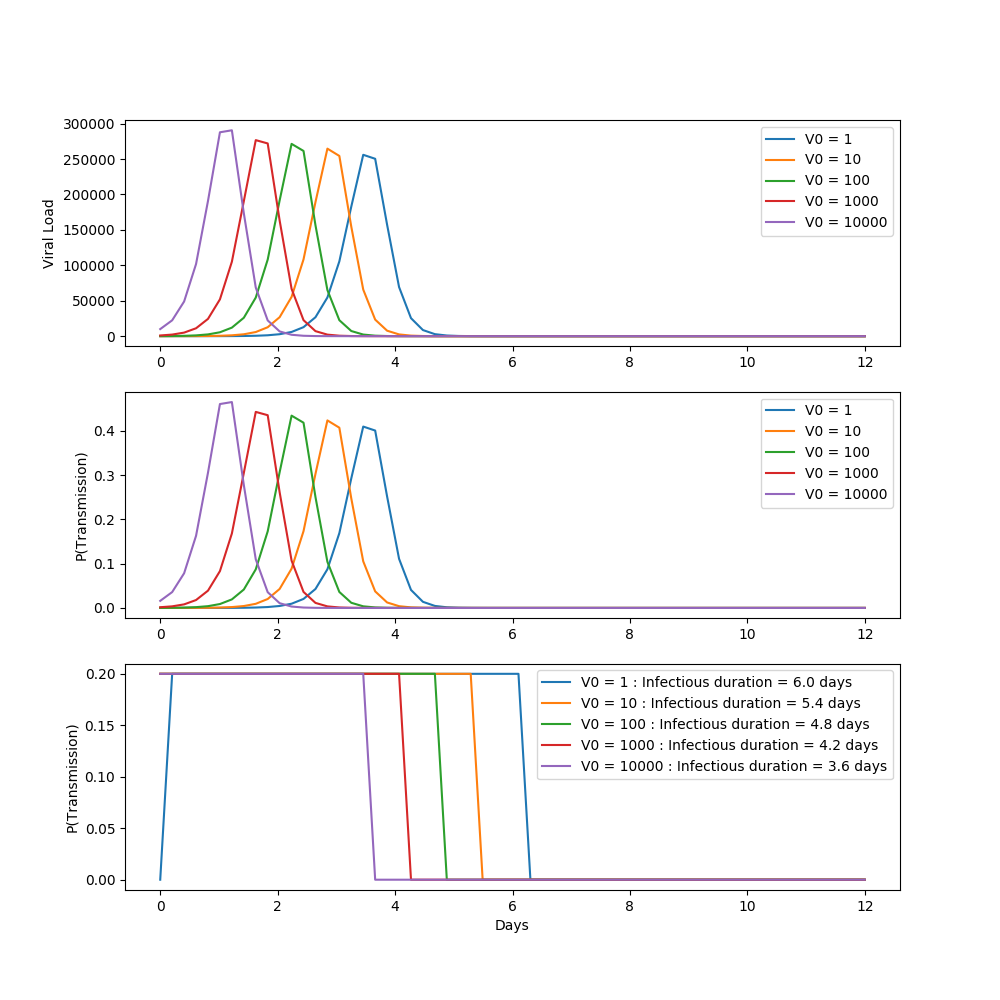 300000
250000
200000
150000
100000
50000
0
Viral Load
V0 = 1
V0 = 10
V0 = 100
V0 = 1000
V0 = 10000
0 2 4 6 8 10 12
0.4
0.3
0.2
0.1
0.0
P(Transmission)
V0 = 1
V0 = 10
V0 = 100
V0 = 1000
V0 = 10000
0 2 4 6 8 10 12
0.20
0.15
0.10
0.05
0.00
P(Transmission)
V0 = 1 : Infectious duration = 6.0 days
V0 = 10 : Infectious duration = 5.4 days
V0 = 100 : Infectious duration = 4.8 days
V0 = 1000 : Infectious duration = 4.2 days
V0 = 10000 : Infectious duration = 3.6 days
0 2 4 6 8 10 12
Days